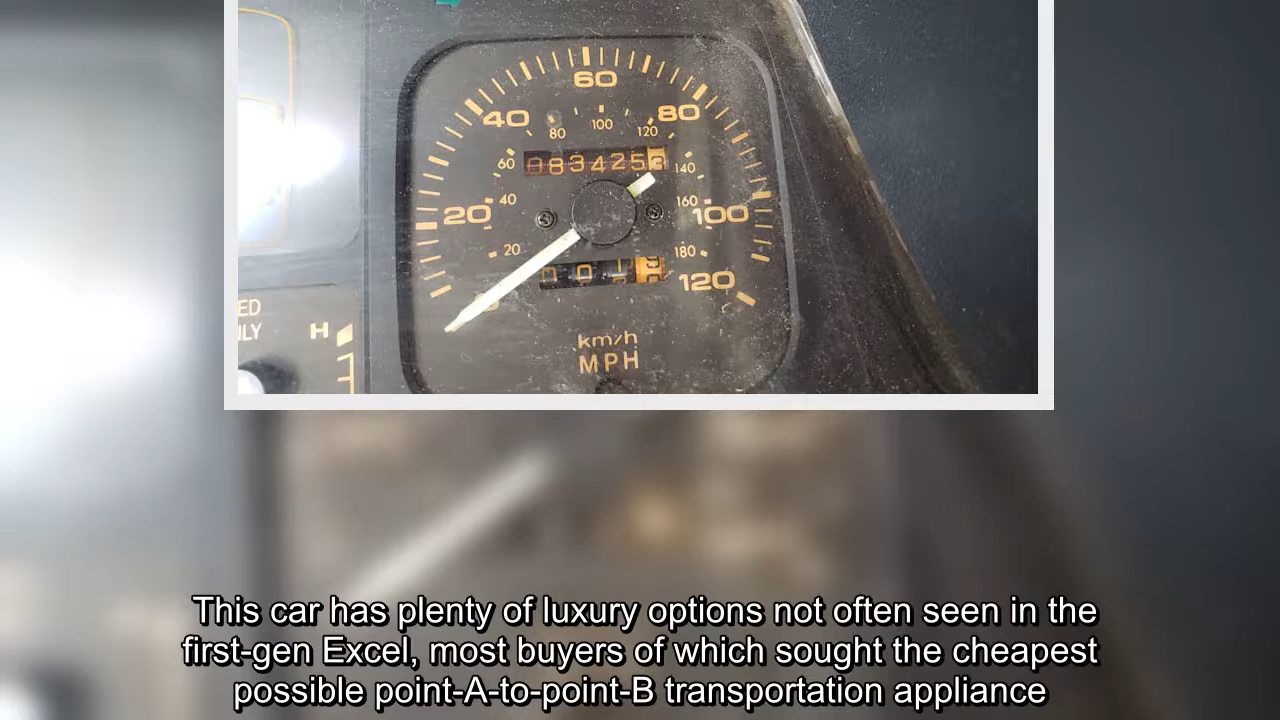 60
40 80
80 100 120
60 0834253 140
20 40 160 100
20 180 120
km/h
MPH
ED
H
This car has plenty of luxury options not often seen in the
first-gen Excel, most buyers of which sought the cheapest
possible point-A-to-point-B transportation appliance